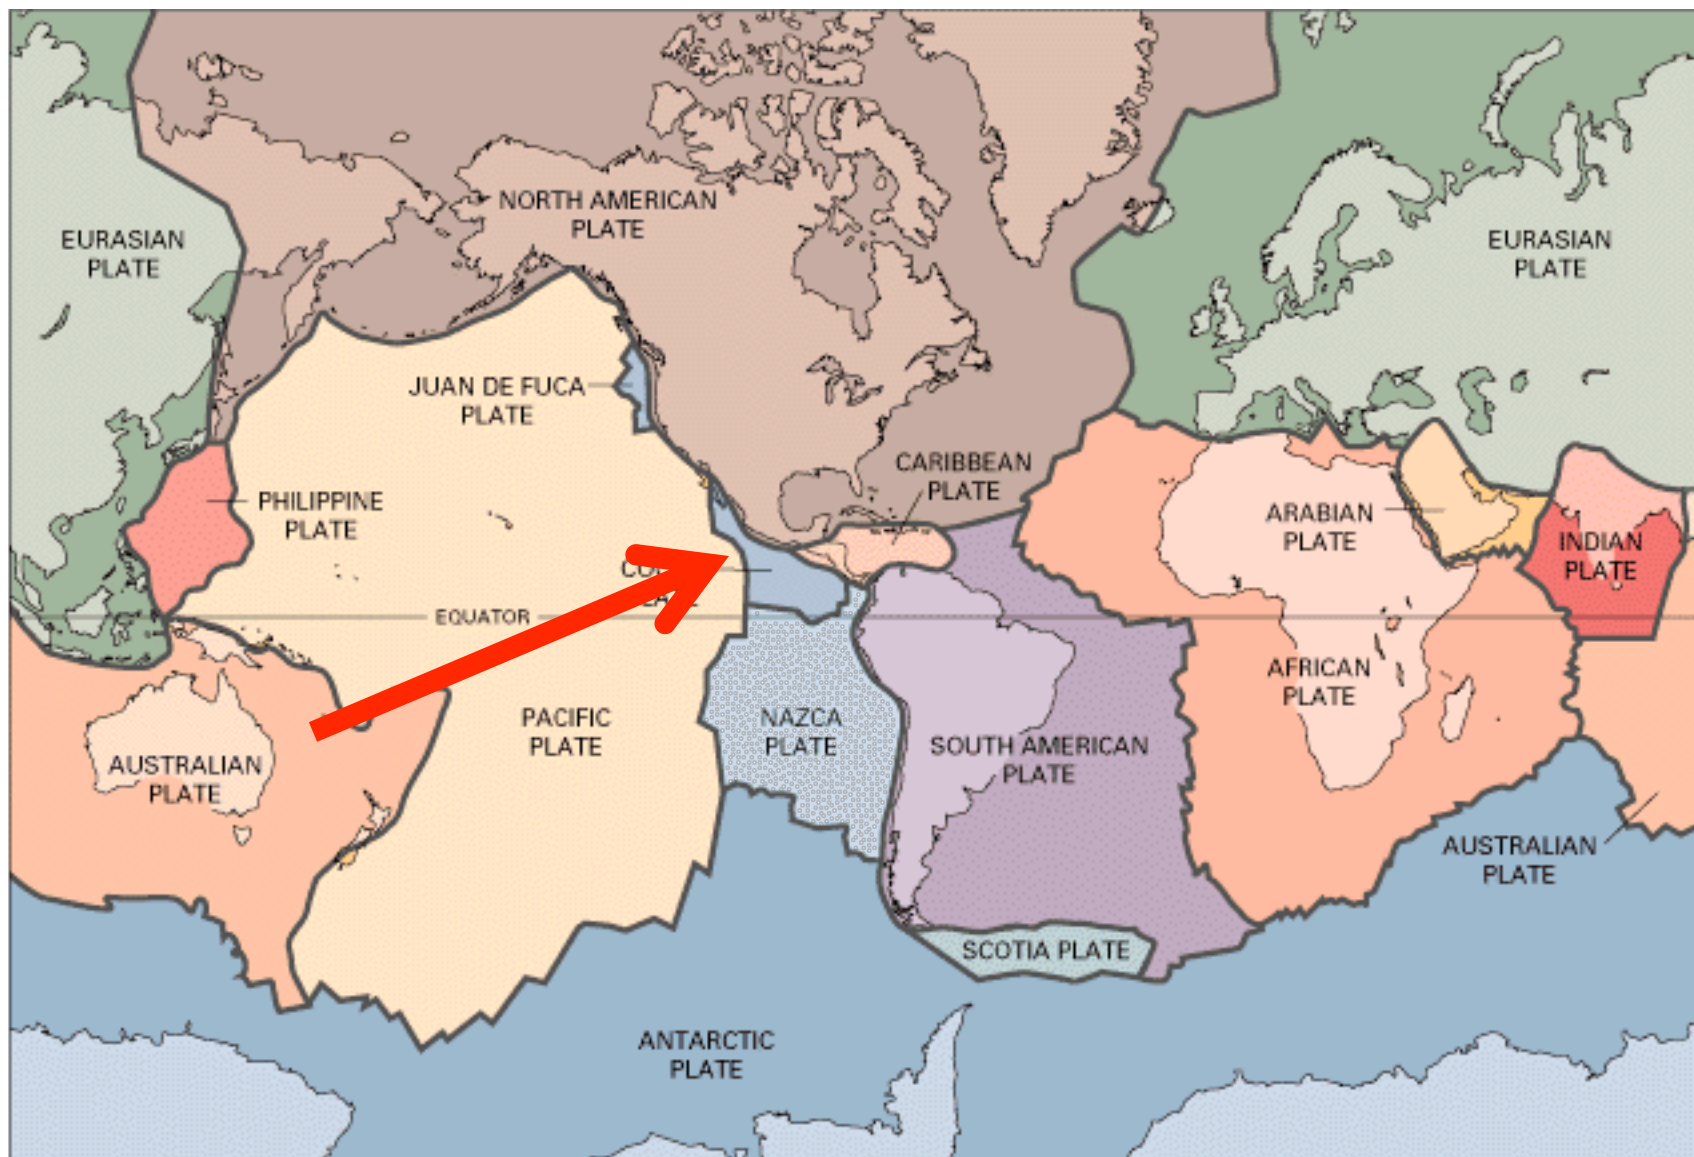 NORTH AMERICAN
PLATE
EURASIAN
PLATE
EURASIAN
PLATE
JUAN DE FUCA
PLATE
CARIBBEAN
PLATE
PHILIPPINE
PLATE
ARABIAN
PLATE
INDIAN
PLATE
EQUATOR
AFRICAN
PLATE
PACIFIC
PLATE
NAZCA
PLATE
SOUTH AMERICAN
PLATE
AUSTRALIAN
PLATE
AUSTRALIAN
PLATE
SCOTIA PLATE
ANTARCTIC
PLATE